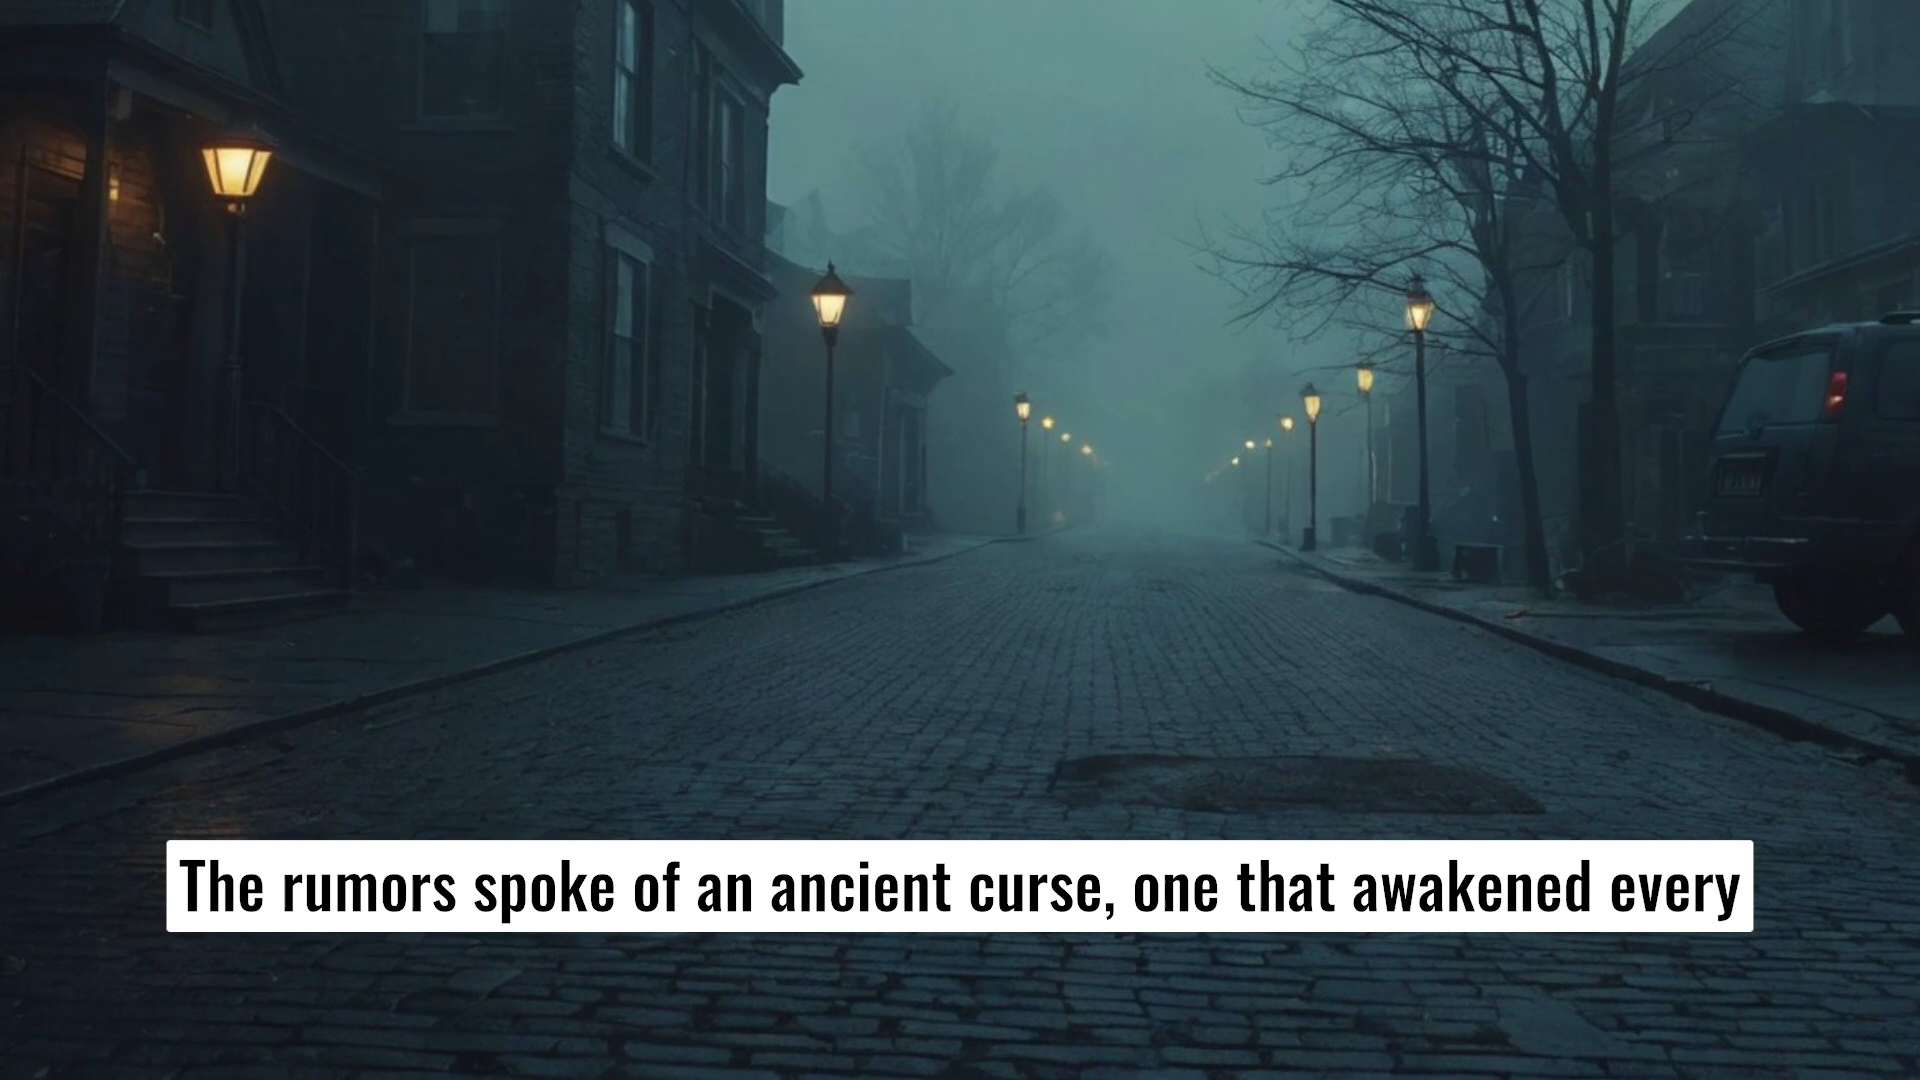 The rumors spoke of an ancient curse, one that awakened every